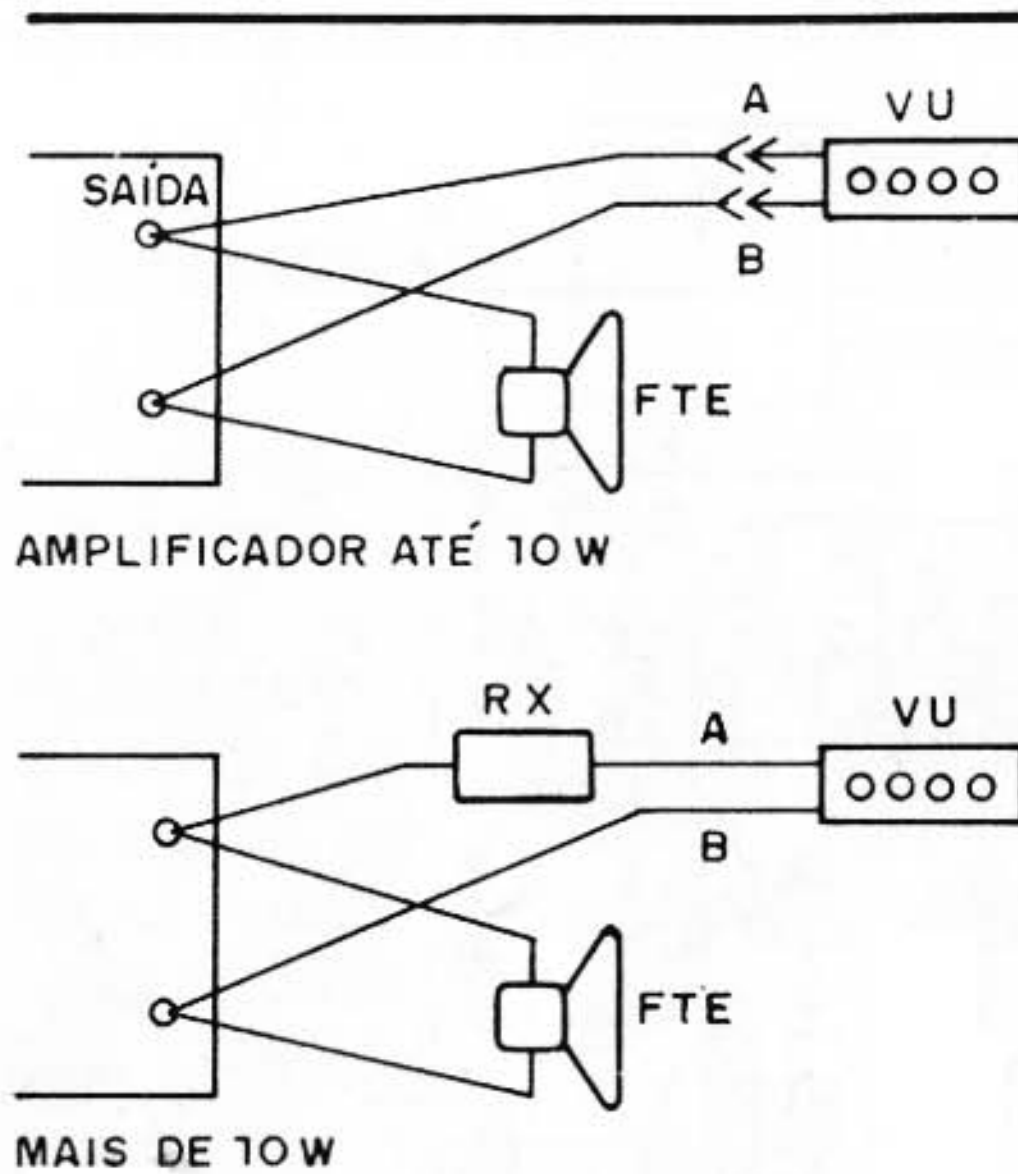 A VU
SAÍDA
B
FTE
AMPLIFICADOR ATÉ 10 W
RX A VU
B
FTE
MAIS DE 10 W